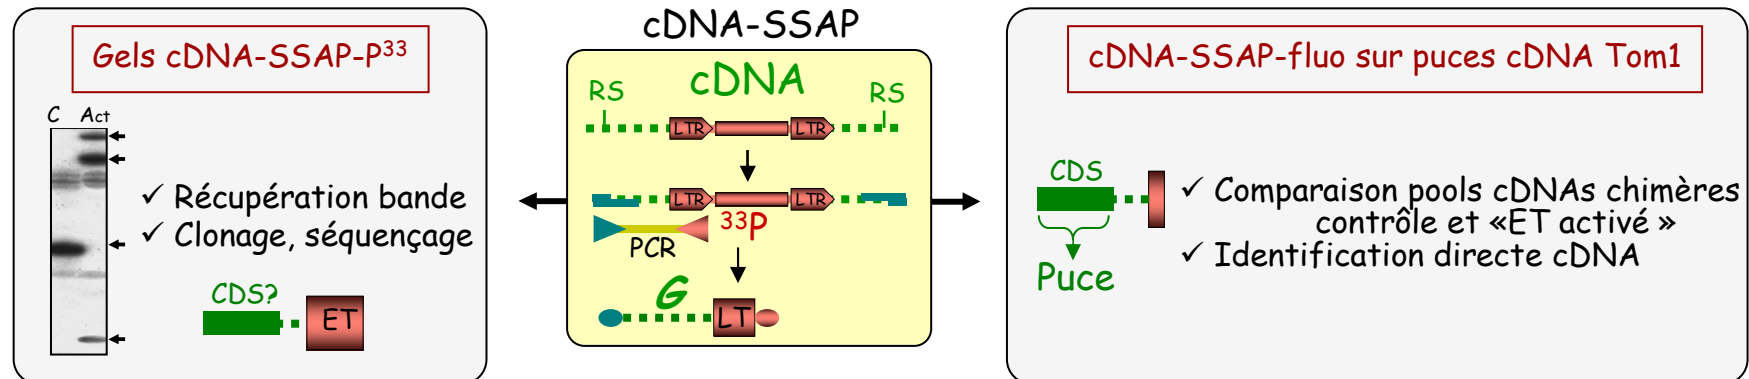 Gels cDNA-SSAP-P33
C Act
✓ Récupération bande
✓ Clonage, séquençage
CDS?
ET
cDNA-SSAP
cDNA
RS
RS
LTR
LTR
LTR
LTR
33P
PCR
G
LT
cDNA-SSAP-fluo sur puces cDNA Tom1
CDS
Puce
✓ Comparaison pools cDNAs chimères
contrôle et «ET activé »
✓ Identification directe cDNA